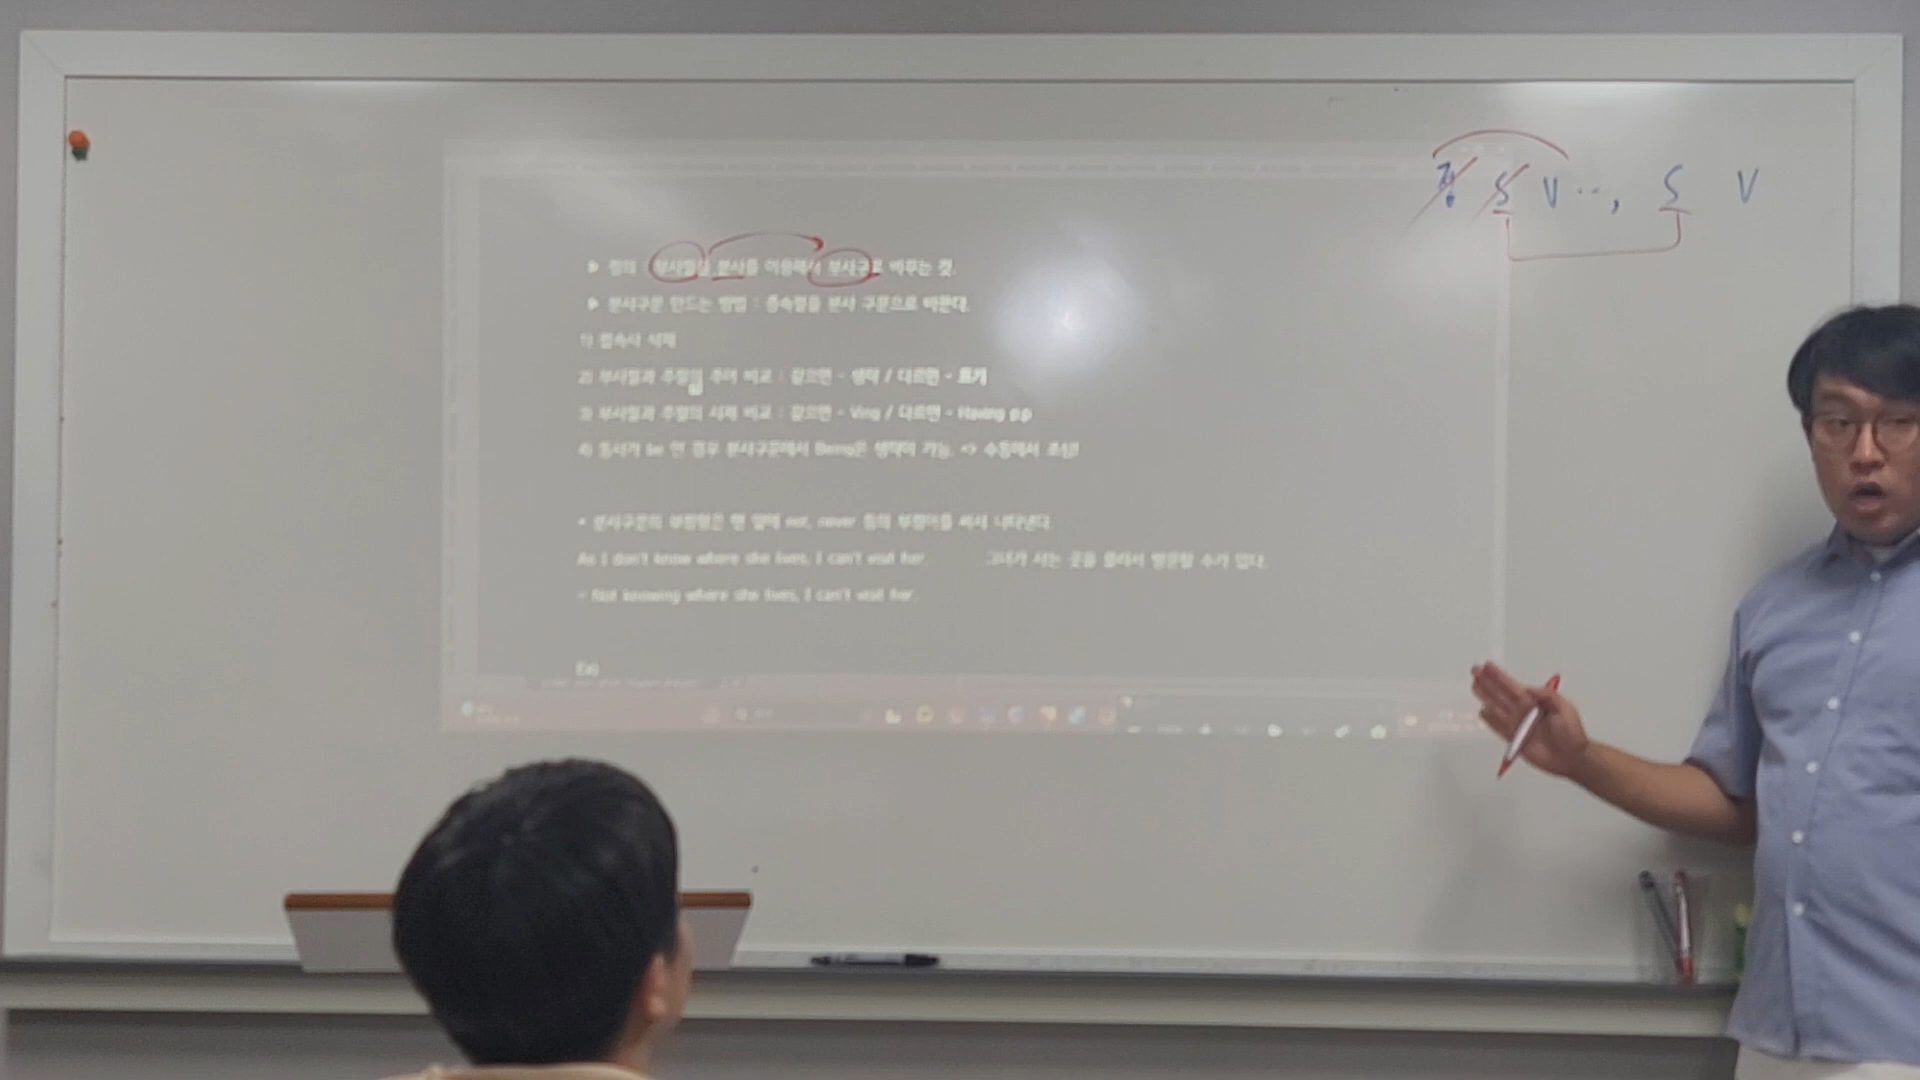 ▶ 정의 : 부사절을 분사를 이용해서 부사구로 바꾸는 것.
▶ 분사구문 만드는 방법 : 종속절을 분사 구문으로 바꾼다.
1) 접속사 삭제
2) 부사절과 주절의 주어 비교 : 같으면 - 생략 / 다르면 - 표기
3) 부사절과 주절의 시제 비교 : 같으면 - Ving / 다르면 - Having p.p
4) 동사가 be 인 경우 분사구문에서 Being은 생략이 가능. => 수동에서 조심!
* 분사구문의 부정형은 맨 앞에 not, never 등의 부정어를 써서 나타낸다.
As I don't know where she lives, I can't visit her. 그녀가 사는 곳을 몰라서 방문할 수가 없다.
= Not knowing where she lives, I can't visit her.
Ex)
접 S V ..., S V